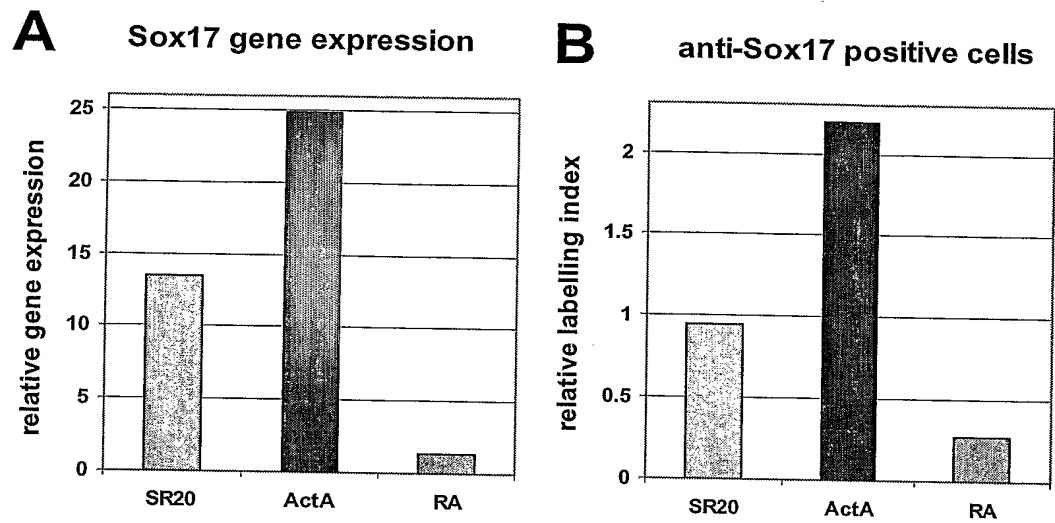 A
Sox17 gene expression
relative gene expression
25
20
15
10
5
0
SR20 ActA RA
B
anti-Sox17 positive cells
relative labelling index
2
1.5
1
0.5
0
SR20 ActA RA